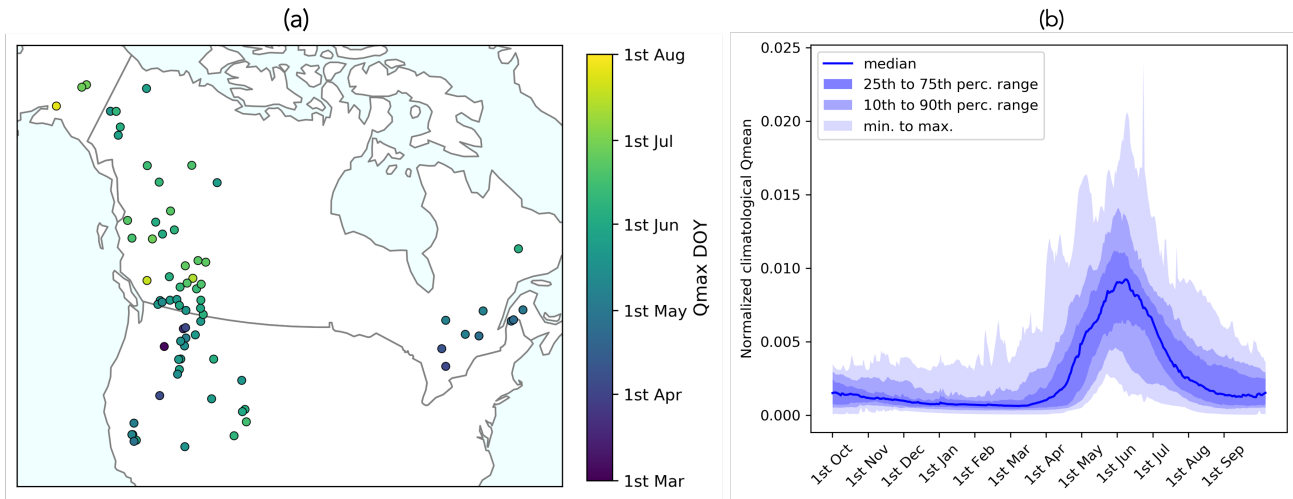 (a)
1st Aug
1st Jul
1st Jun
1st May
1st Apr
1st Mar
Qmax DOY
(b)
median
25th to 75th perc. range
10th to 90th perc. range
min. to max.
Normalized climatological Qmean
0.025
0.020
0.015
0.010
0.005
0.000
1st Oct
1st Nov
1st Dec
1st Jan
1st Feb
1st Mar
1st Apr
1st May
1st Jun
1st Jul
1st Aug
1st Sep